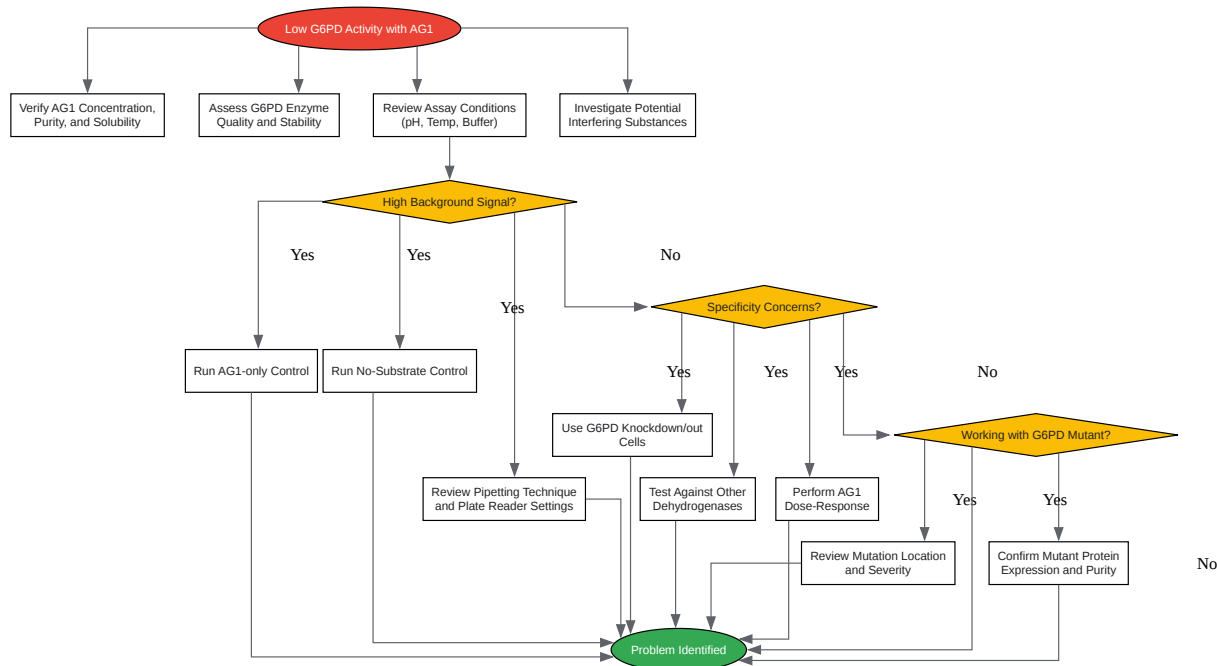 Low G6PD Activity with AG1
Verify AG1 Concentration,
Purity, and Solubility
Assess G6PD Enzyme
Quality and Stability
Review Assay Conditions
(pH, Temp, Buffer)
Investigate Potential
Interfering Substances
High Background Signal?
Yes
Yes
No
Yes
Specificity Concerns?
Run AG1-only Control
Run No-Substrate Control
Yes
Yes
Yes
No
Use G6PD Knockdown/out
Cells
Working with G6PD Mutant?
Review Pipetting Technique
and Plate Reader Settings
Test Against Other
Dehydrogenases
Perform AG1
Dose-Response
Yes
Yes
Review Mutation Location
and Severity
Confirm Mutant Protein
Expression and Purity
No
Problem Identified